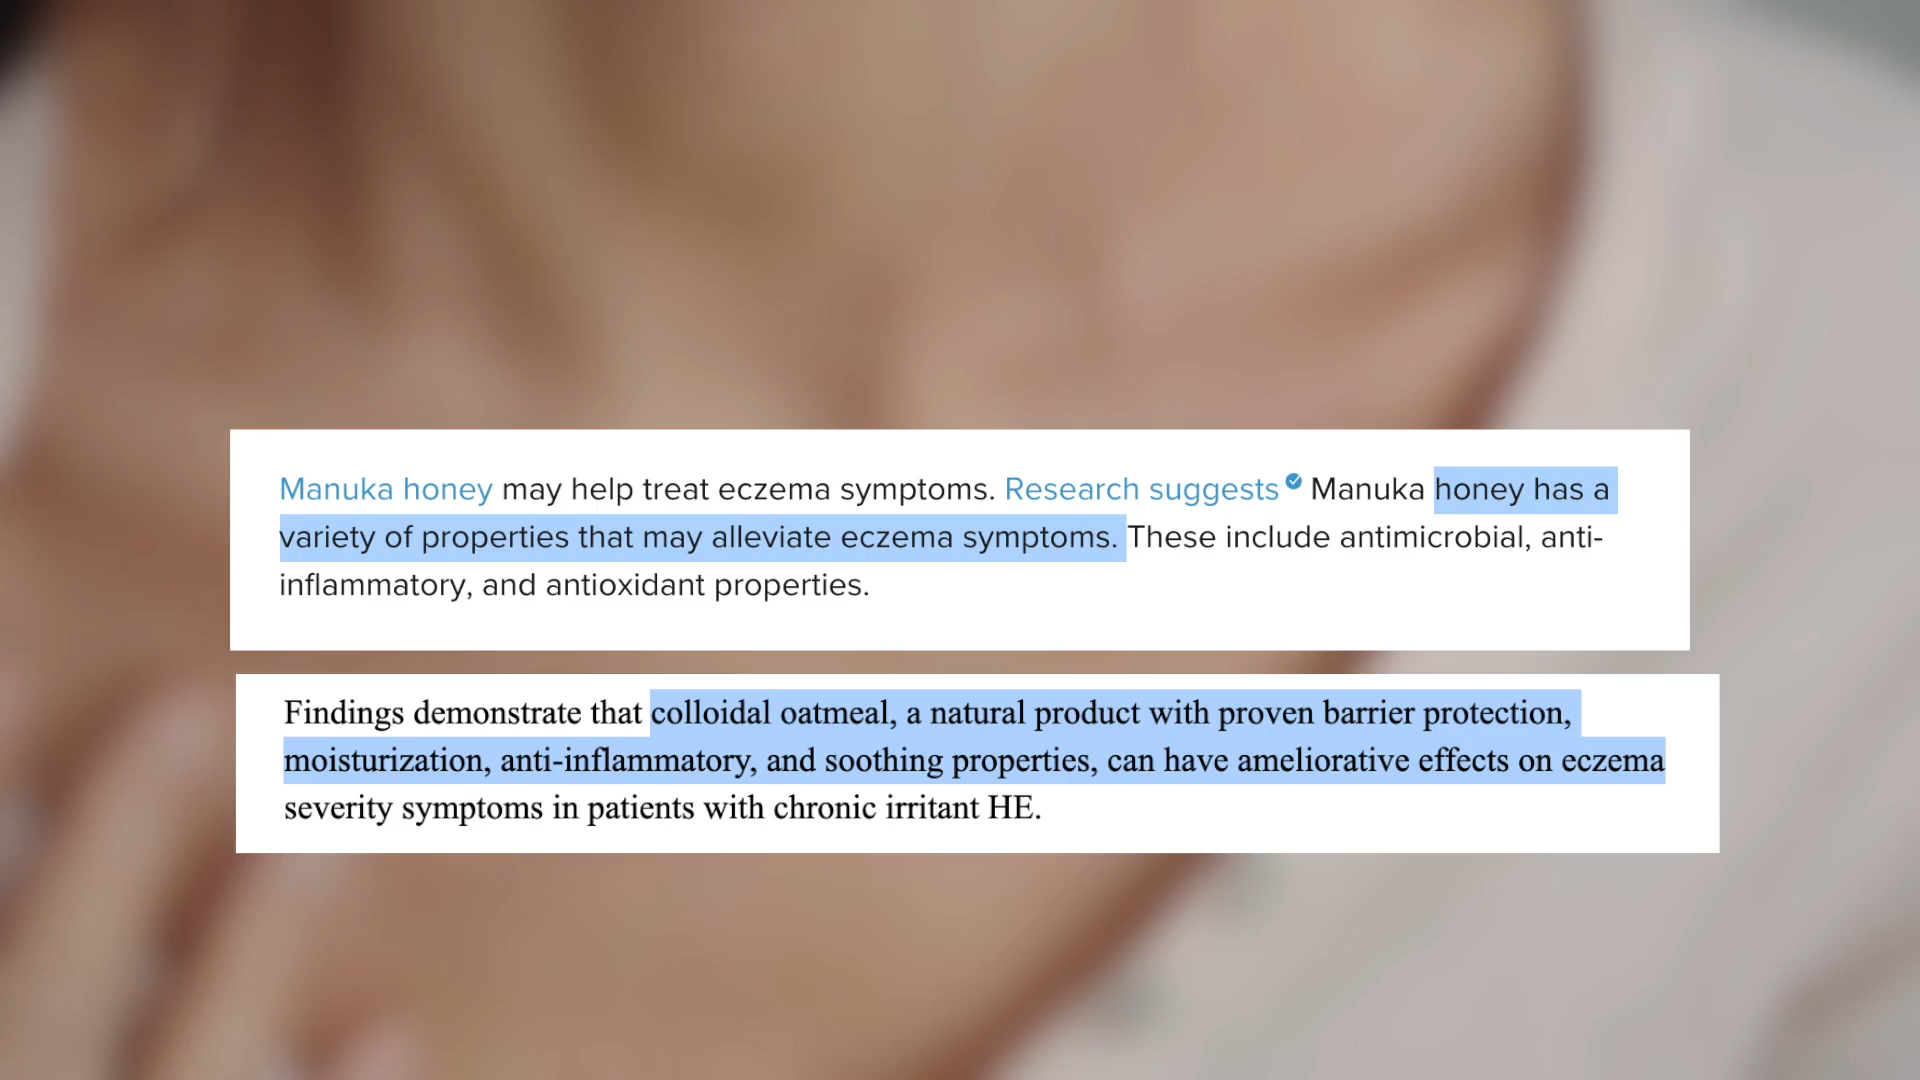 Manuka honey may help treat eczema symptoms. Research suggests Manuka honey has a
variety of properties that may alleviate eczema symptoms. These include antimicrobial, anti-
inflammatory, and antioxidant properties.
Findings demonstrate that colloidal oatmeal, a natural product with proven barrier protection,
moisturization, anti-inflammatory, and soothing properties, can have ameliorative effects on eczema
severity symptoms in patients with chronic irritant HE.